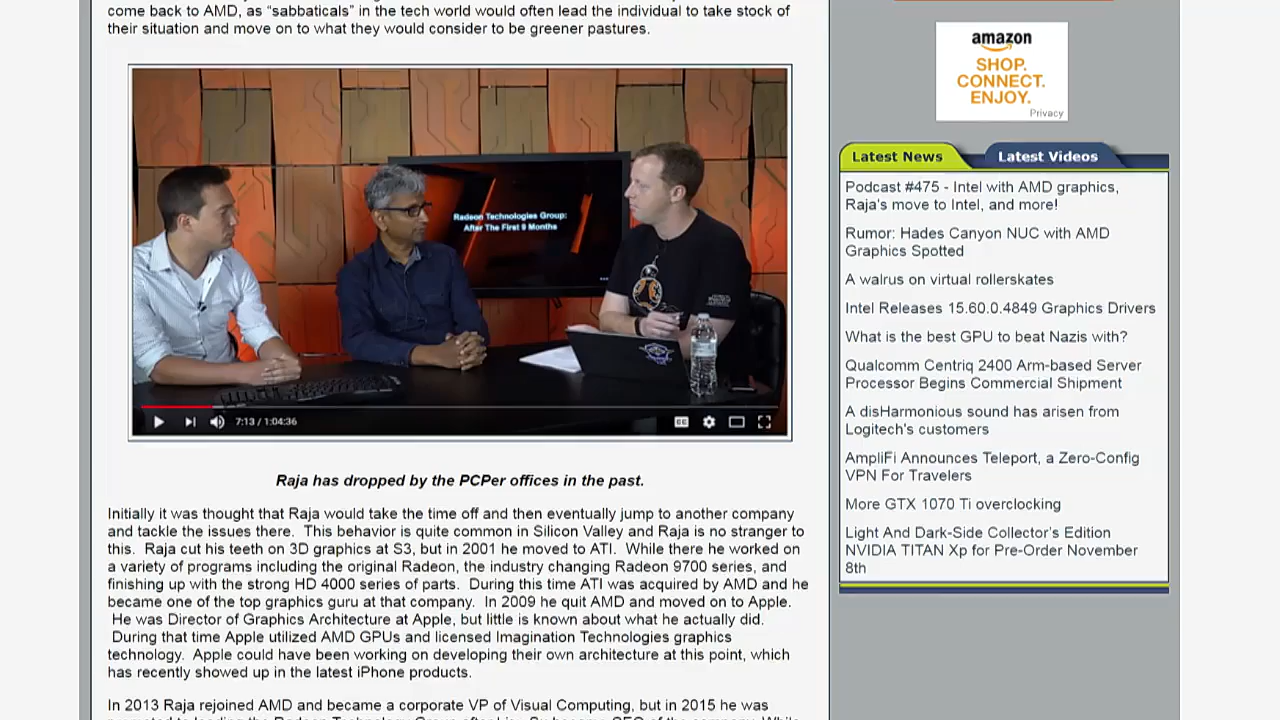 come back to AMD, as “sabbaticals” in the tech world would often lead the individual to take stock of
their situation and move on to what they would consider to be greener pastures.
Radeon Technologies Group:
After The First 9 Months
CC
7:13 / 1:04:36
Raja has dropped by the PCPer offices in the past.
Initially it was thought that Raja would take the time off and then eventually jump to another company
and tackle the issues there.  This behavior is quite common in Silicon Valley and Raja is no stranger to
this.  Raja cut his teeth on 3D graphics at S3, but in 2001 he moved to ATI.  While there he worked on
a variety of programs including the original Radeon, the industry changing Radeon 9700 series, and
finishing up with the strong HD 4000 series of parts.  During this time ATI was acquired by AMD and he
became one of the top graphics guru at that company.  In 2009 he quit AMD and moved on to Apple.
He was Director of Graphics Architecture at Apple, but little is known about what he actually did.
During that time Apple utilized AMD GPUs and licensed Imagination Technologies graphics
technology.  Apple could have been working on developing their own architecture at this point, which
has recently showed up in the latest iPhone products.
In 2013 Raja rejoined AMD and became a corporate VP of Visual Computing, but in 2015 he was
amazon
SHOP.
CONNECT.
ENJOY.
Privacy
Latest News
Latest Videos
Podcast #475 - Intel with AMD graphics,
Raja's move to Intel, and more!
Rumor: Hades Canyon NUC with AMD
Graphics Spotted
A walrus on virtual rollerskates
Intel Releases 15.60.0.4849 Graphics Drivers
What is the best GPU to beat Nazis with?
Qualcomm Centriq 2400 Arm-based Server
Processor Begins Commercial Shipment
A disHarmonious sound has arisen from
Logitech's customers
AmpliFi Announces Teleport, a Zero-Config
VPN For Travelers
More GTX 1070 Ti overclocking
Light And Dark-Side Collector’s Edition
NVIDIA TITAN Xp for Pre-Order November
8th